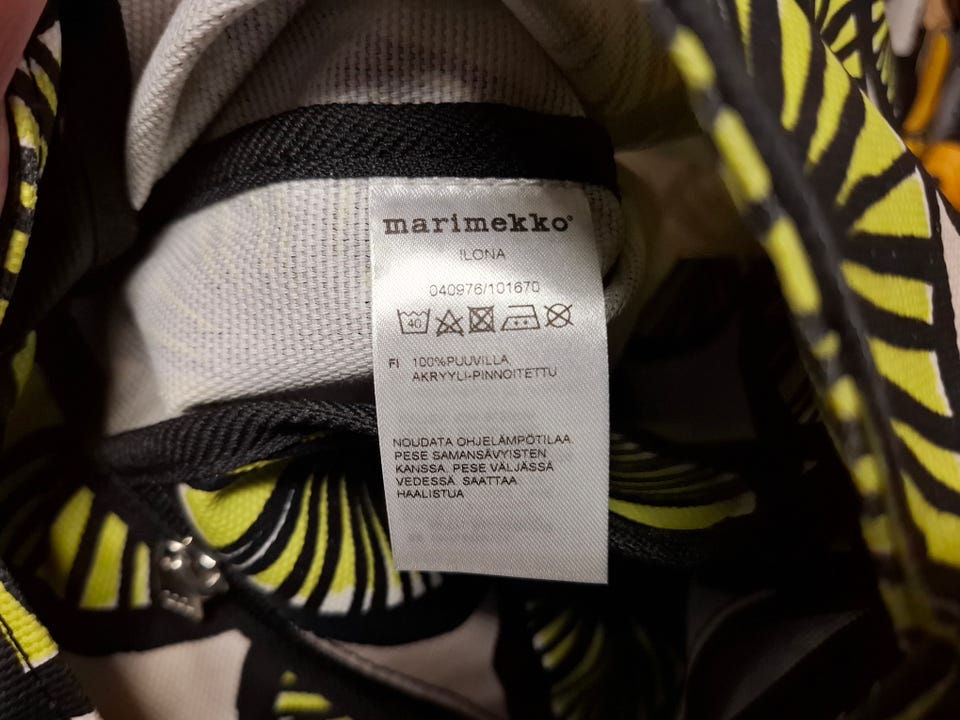 marimekko®
ILONA
040976/101670
40
FI 100%PUUVILLA
AKRYYLI-PINNOITETTU
NOUDATA OHJELÄMPÖTILAA.
PESE SAMANSÄVYISTEN
KANSSA. PESE VÄLJÄSSÄ
VEDESSÄ. SAATTAA
HAALISTUA